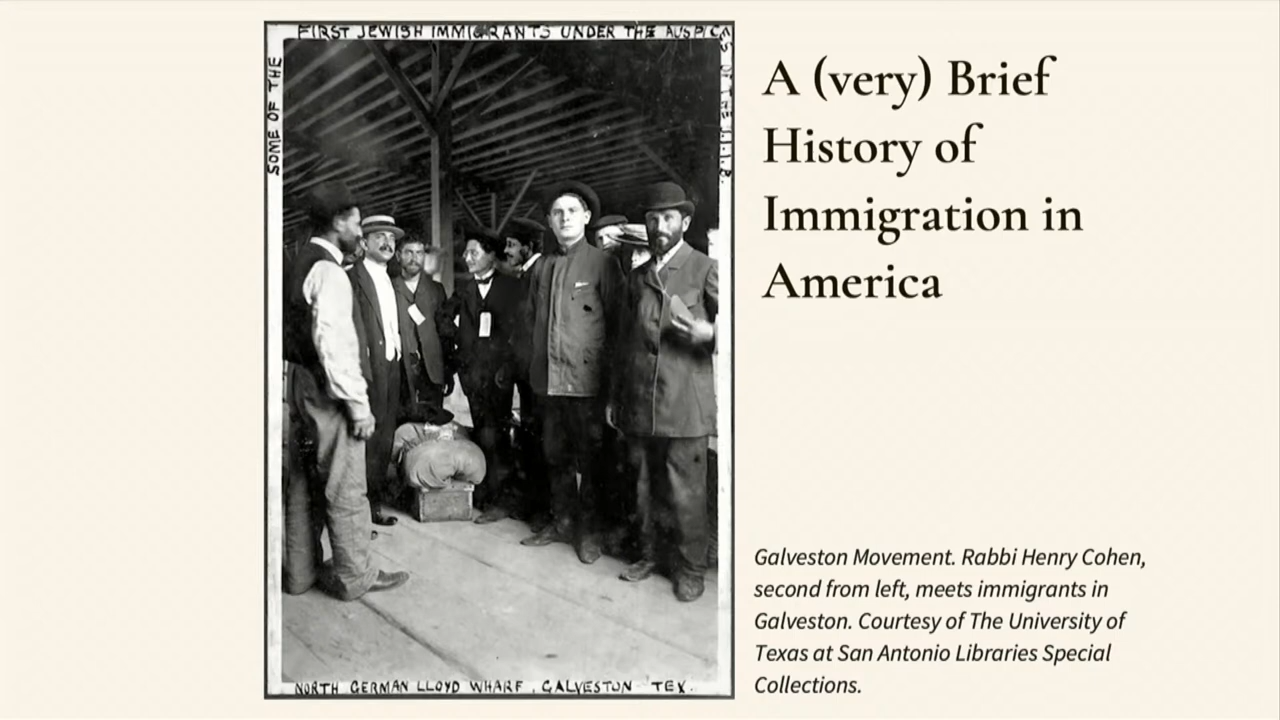 SOME OF THE
FIRST JEWISH IMMIGRANTS UNDER THE AUSPICES
OF THE J.I.I.B.
NORTH GERMAN LLOYD WHARF, GALVESTON TEX.
A (very) Brief
History of
Immigration in
America
Galveston Movement. Rabbi Henry Cohen,
second from left, meets immigrants in
Galveston. Courtesy of The University of
Texas at San Antonio Libraries Special
Collections.